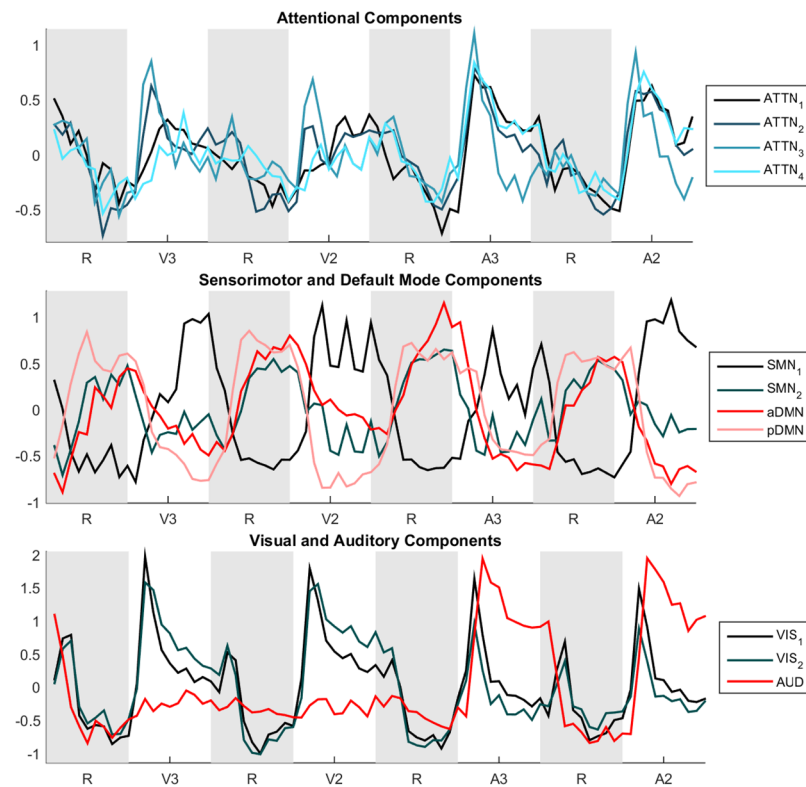 Attentional Components
1
0.5
0
-0.5
R V3 R V2 R A3 R A2
ATTN1
ATTN2
ATTN3
ATTN4
Sensorimotor and Default Mode Components
1
0.5
0
-0.5
-1
R V3 R V2 R A3 R A2
SMN1
SMN2
aDMN
pDMN
Visual and Auditory Components
2
1.5
1
0.5
0
-0.5
-1
R V3 R V2 R A3 R A2
VIS1
VIS2
AUD